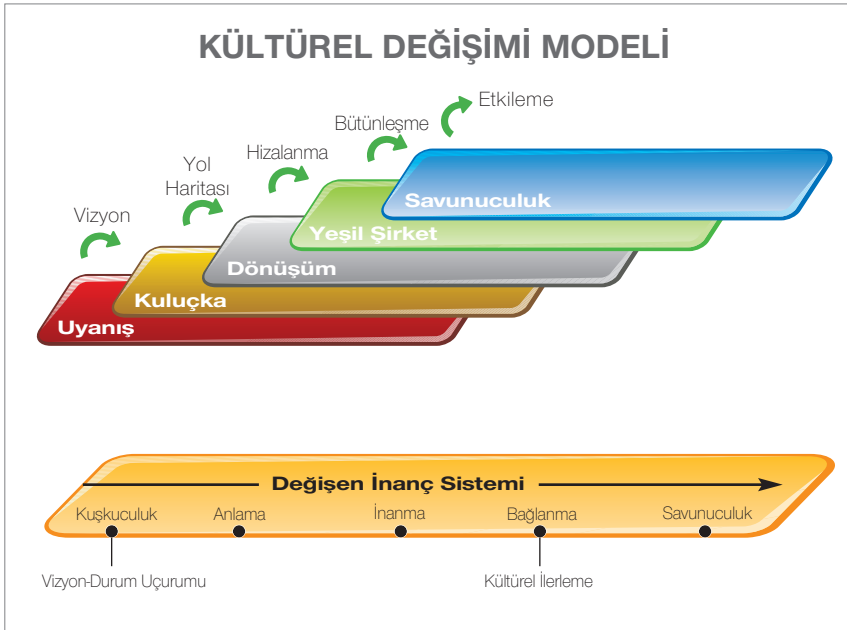 KÜLTÜREL DEĞİŞİMİ MODELİ
Etkileme
Bütünleşme
Hizalanma
Yol
Haritası
Vizyon
Savunuculuk
Yeşil Şirket
Dönüşüm
Kuluçka
Uyanış
Değişen İnanç Sistemi
Kuşkuculuk Anlama İnanma Bağlanma Savunuculuk
Vizyon-Durum Uçurumu Kültürel İlerleme